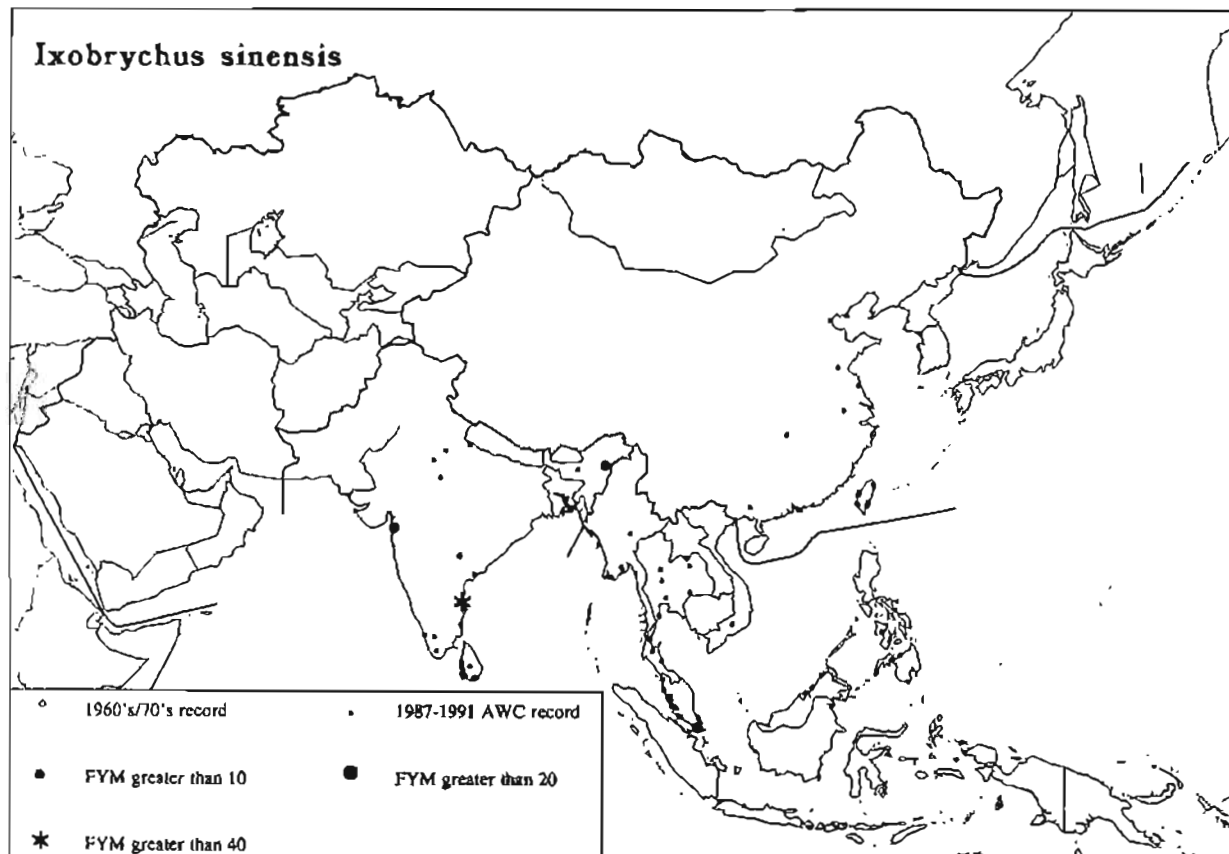 Ixobrychus sinensis
1960's/70's record
1987-1991 AWC record
FYM greater than 10
FYM greater than 20
FYM greater than 40